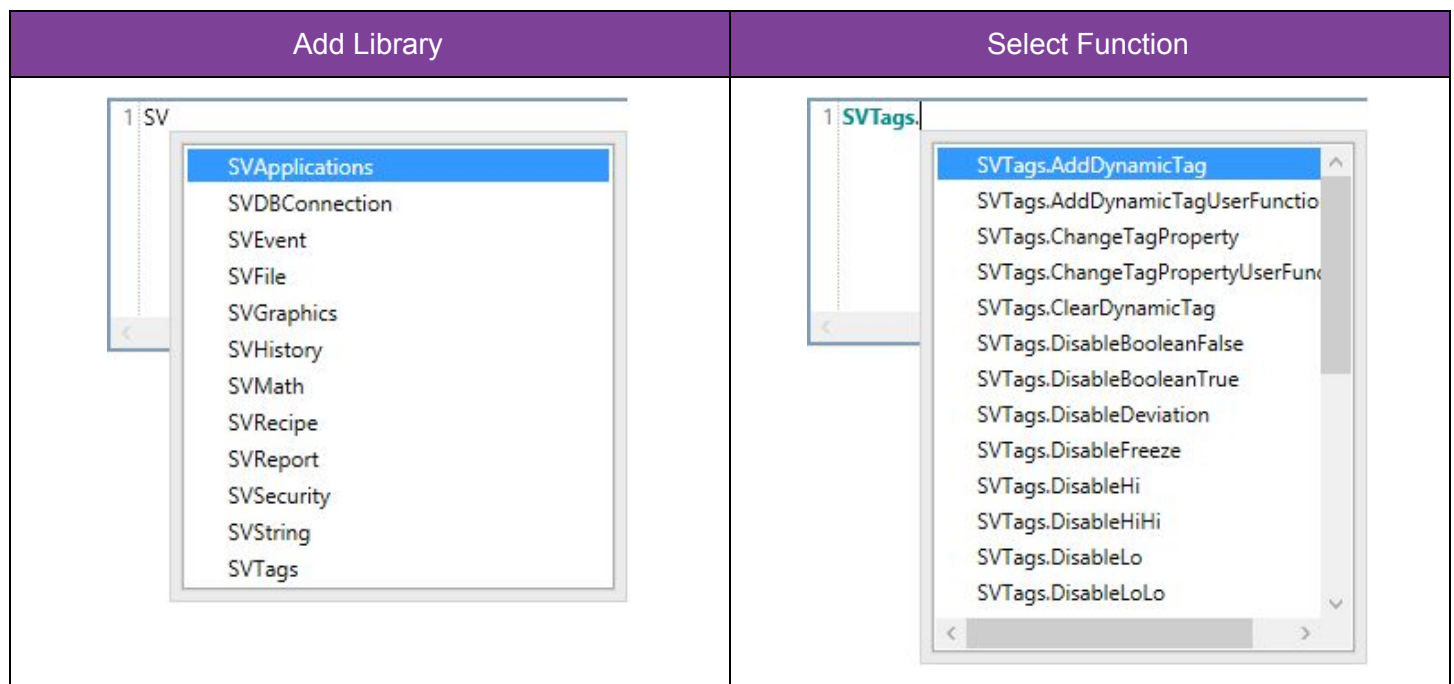 Add Library
Select Function
1 SV
SVApplications
SVDBConnection
SVEvent
SVFile
SVGraphics
SVHistory
SVMath
SVRecipe
SVReport
SVSecurity
SVString
SVTags
1 SVTags.
SVTags.AddDynamicTag
SVTags.AddDynamicTagUserFunctio
SVTags.ChangeTagProperty
SVTags.ChangeTagPropertyUserFunc
SVTags.ClearDynamicTag
SVTags.DisableBooleanFalse
SVTags.DisableBooleanTrue
SVTags.DisableDeviation
SVTags.DisableFreeze
SVTags.DisableHi
SVTags.DisableHiHi
SVTags.DisableLo
SVTags.DisableLoLo